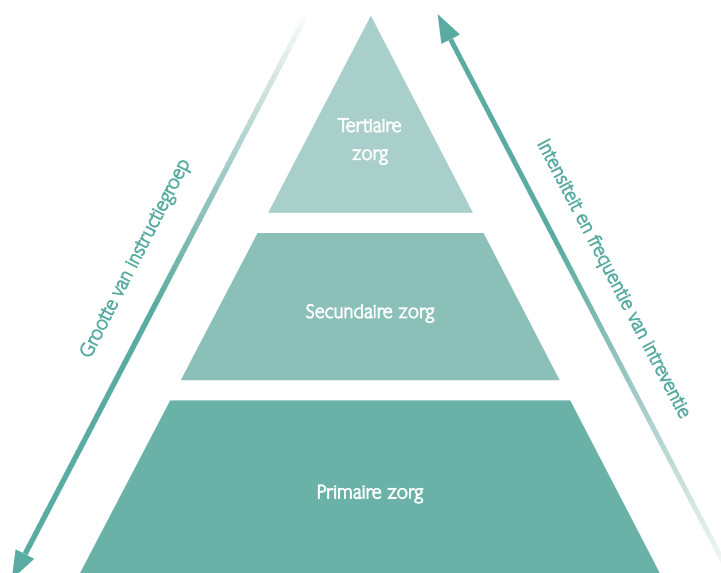 Tertiaire
zorg
Grootte van instructiegroep
Intensiteit en frequentie van intreventie
Secundaire zorg
Primaire zorg